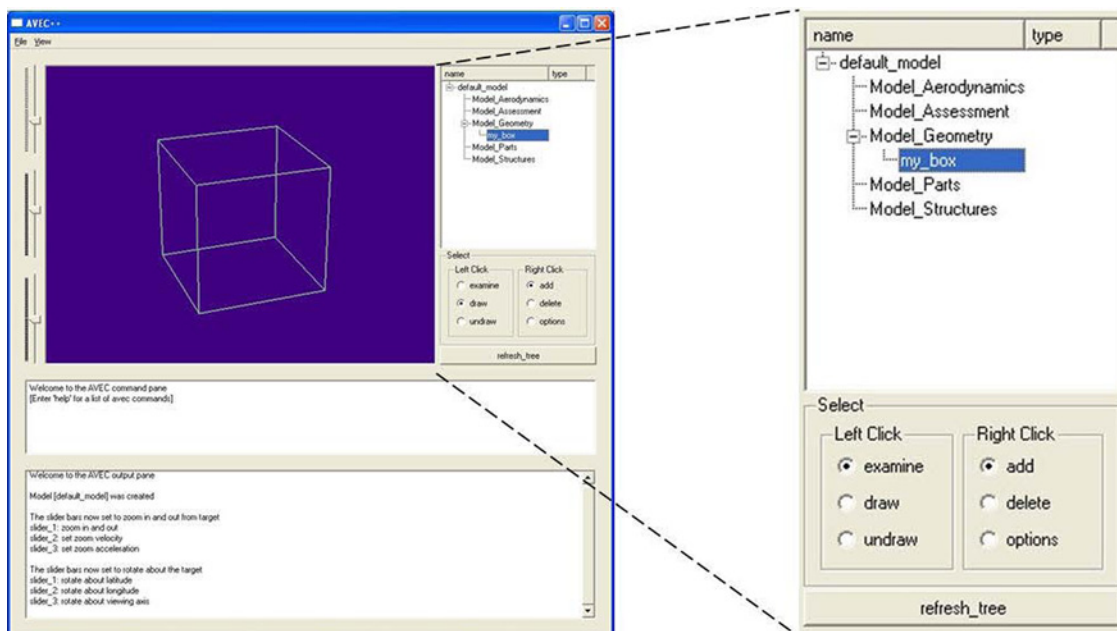 AVEC++
File View
name type
default_model
Model_Aerodynamics
Model_Assessment
Model_Geometry
my_box
Model_Parts
Model_Structures
Select
Left Click Right Click
examine add
draw delete
undraw options
refresh_tree
Welcome to the AVEC command pane
[Enter 'help' for a list of avec commands]
Welcome to the AVEC output pane
Model [default_model] was created
The slider bars now set to zoom in and out from target
slider_1: zoom in and out
slider_2: set zoom velocity
slider_3: set zoom acceleration
The slider bars now set to rotate about the target
slider_1: rotate about latitude
slider_2: rotate about longitude
slider_3: rotate about viewing axis
name type
default_model
Model_Aerodynamics
Model_Assessment
Model_Geometry
my_box
Model_Parts
Model_Structures
Select
Left Click Right Click
examine add
draw delete
undraw options
refresh_tree